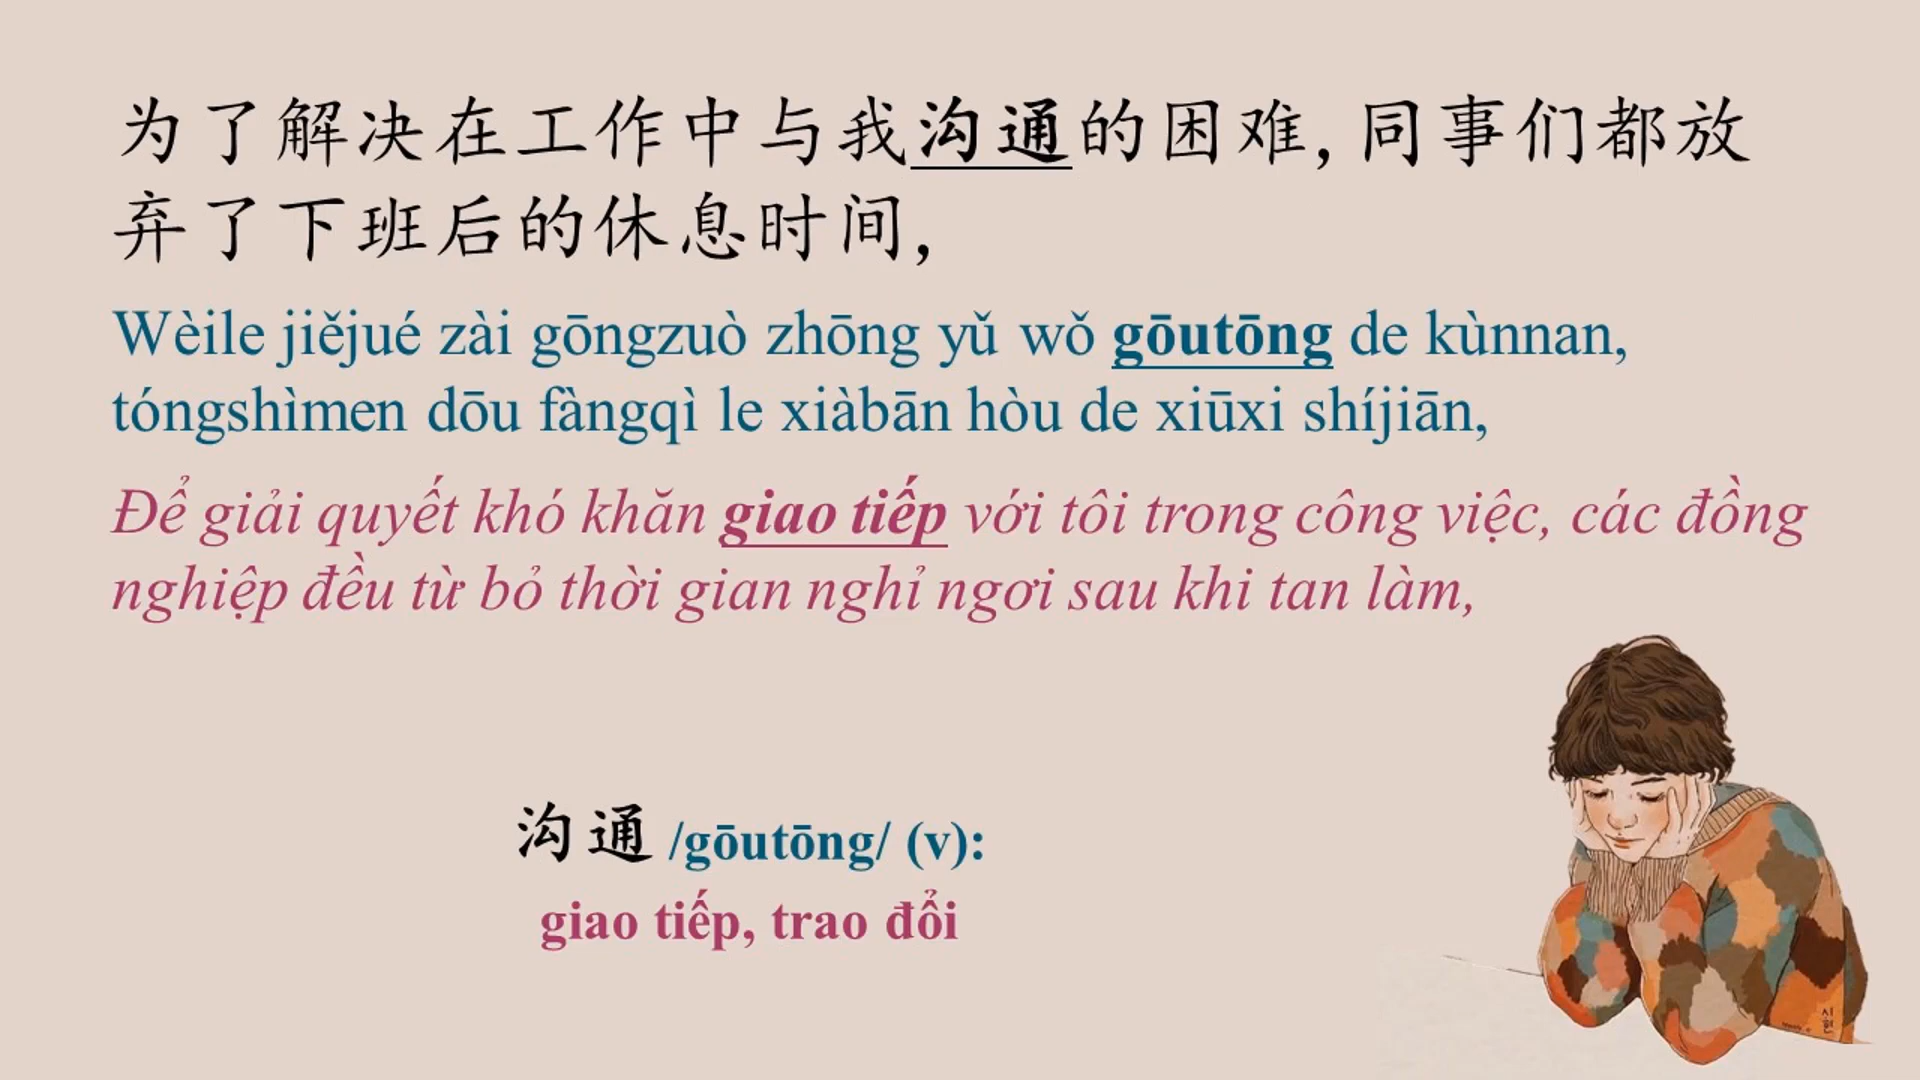 为了解决在工作中与我沟通的困难,同事们都放
弃了下班后的休息时间,
Wèile jiějué zài gōngzuò zhōng yǔ wǒ gōutōng de kùnnan,
tóngshìmen dōu fàngqì le xiàbān hòu de xiūxi shíjiān,
Để giải quyết khó khăn giao tiếp với tôi trong công việc, các đồng
nghiệp đều từ bỏ thời gian nghỉ ngơi sau khi tan làm,
沟通 /gōutōng/ (v):
giao tiếp, trao đổi
시현